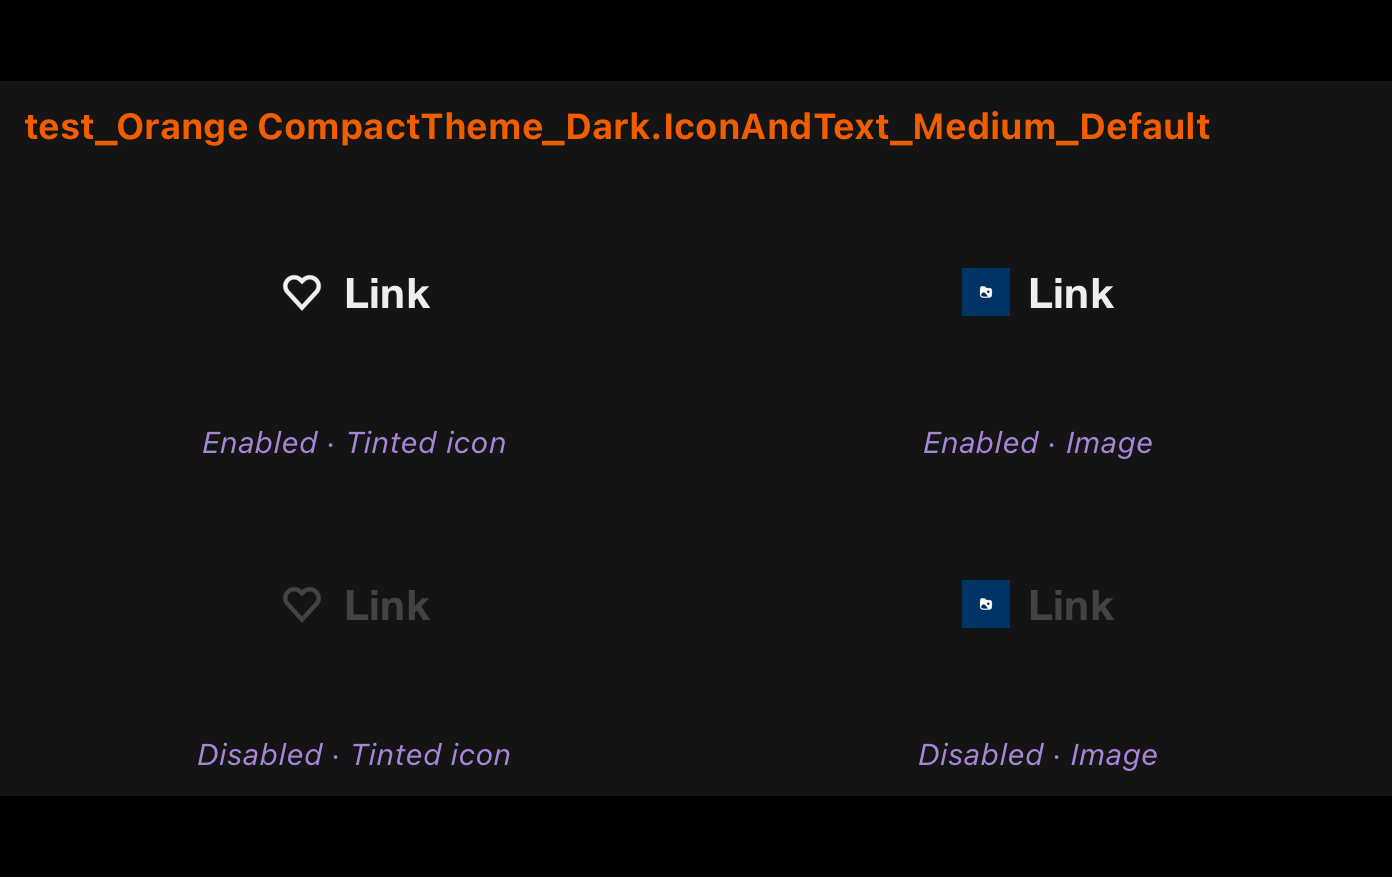 test_Orange CompactTheme_Dark.IconAndText_Medium_Default
Link
Link
Enabled · Tinted icon
Enabled · Image
Link
Link
Disabled · Tinted icon
Disabled · Image